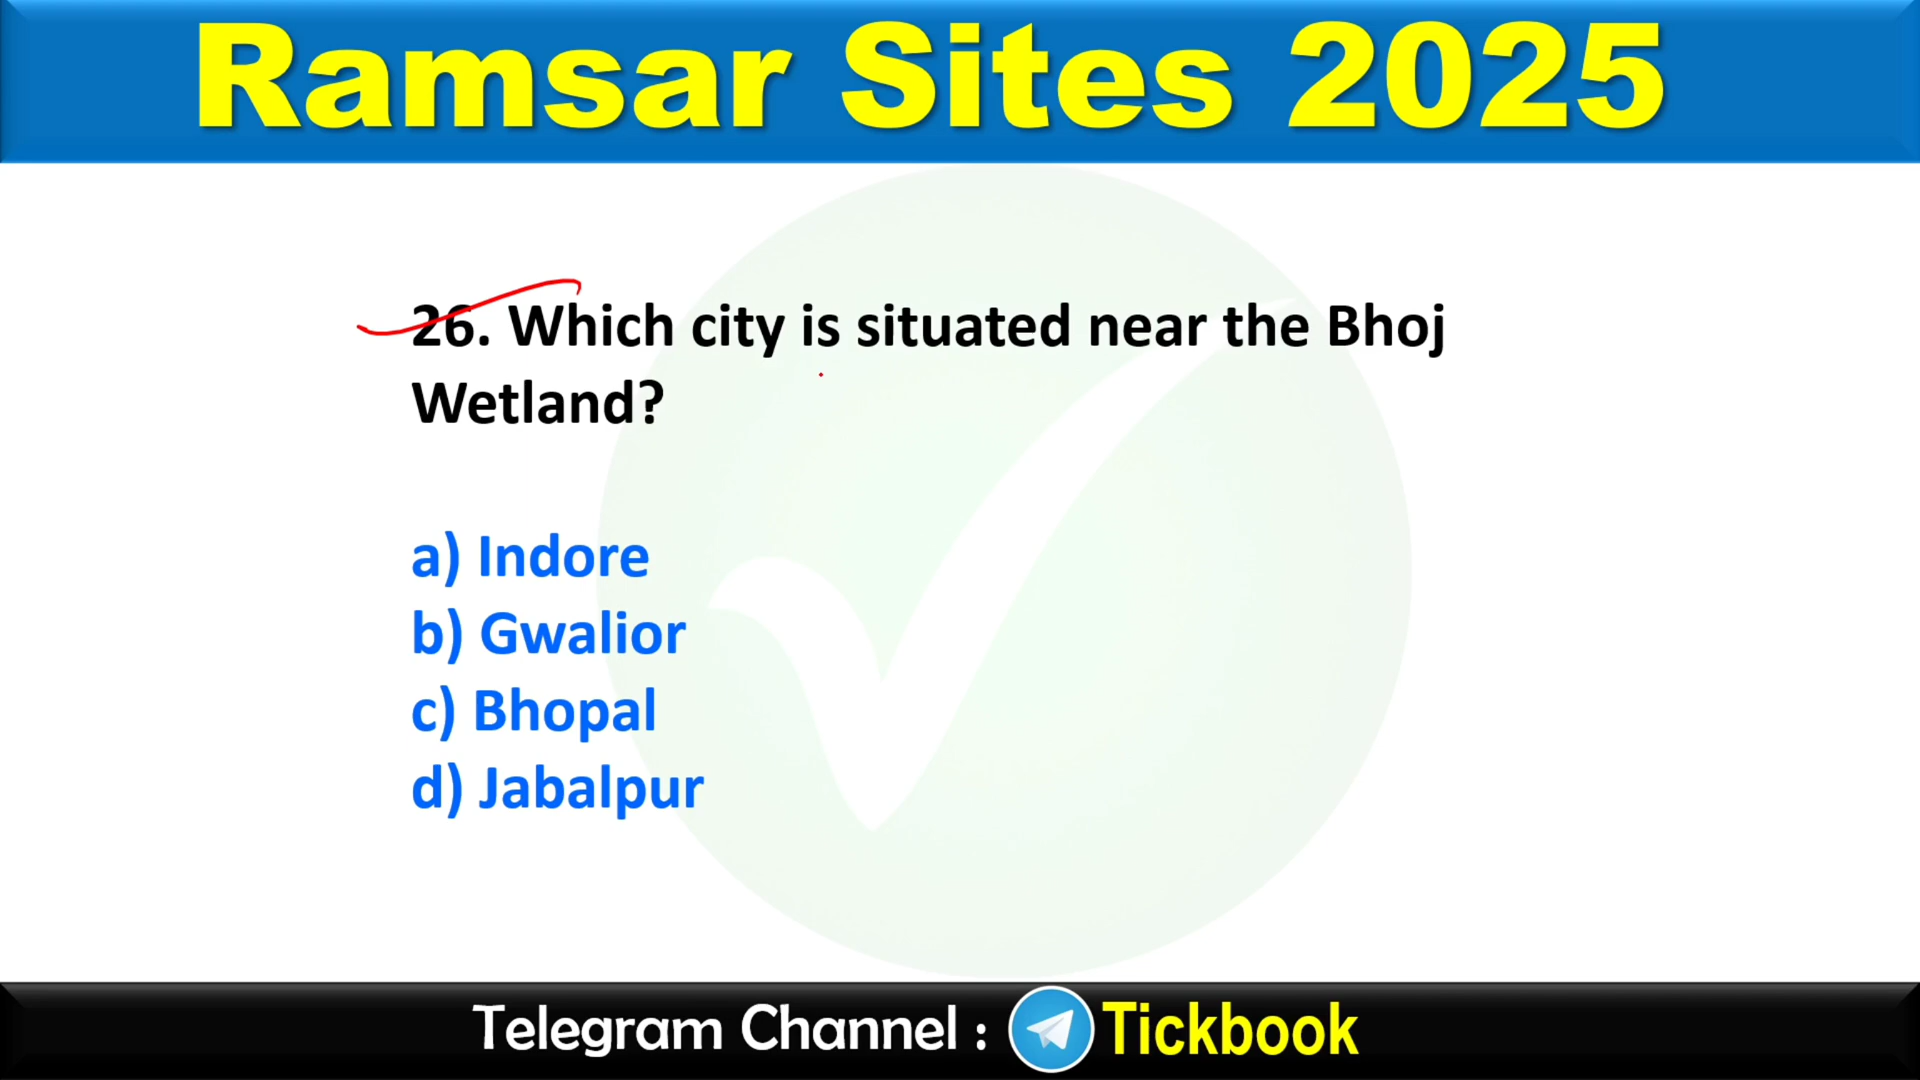 Ramsar Sites 2025
26. Which city is situated near the Bhoj
Wetland?
a) Indore
b) Gwalior
c) Bhopal
d) Jabalpur
Telegram Channel : Tickbook